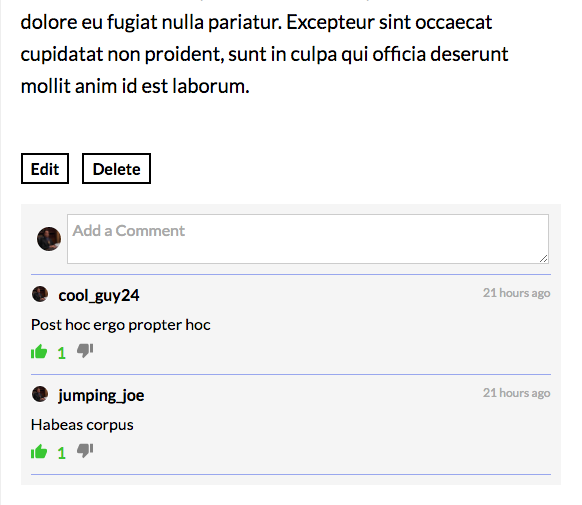 dolore eu fugiat nulla pariatur. Excepteur sint occaecat
cupidatat non proident, sunt in culpa qui officia deserunt
mollit anim id est laborum.
Edit Delete
Add a Comment
cool_guy24 21 hours ago
Post hoc ergo propter hoc
1
jumping_joe 21 hours ago
Habeas corpus
1